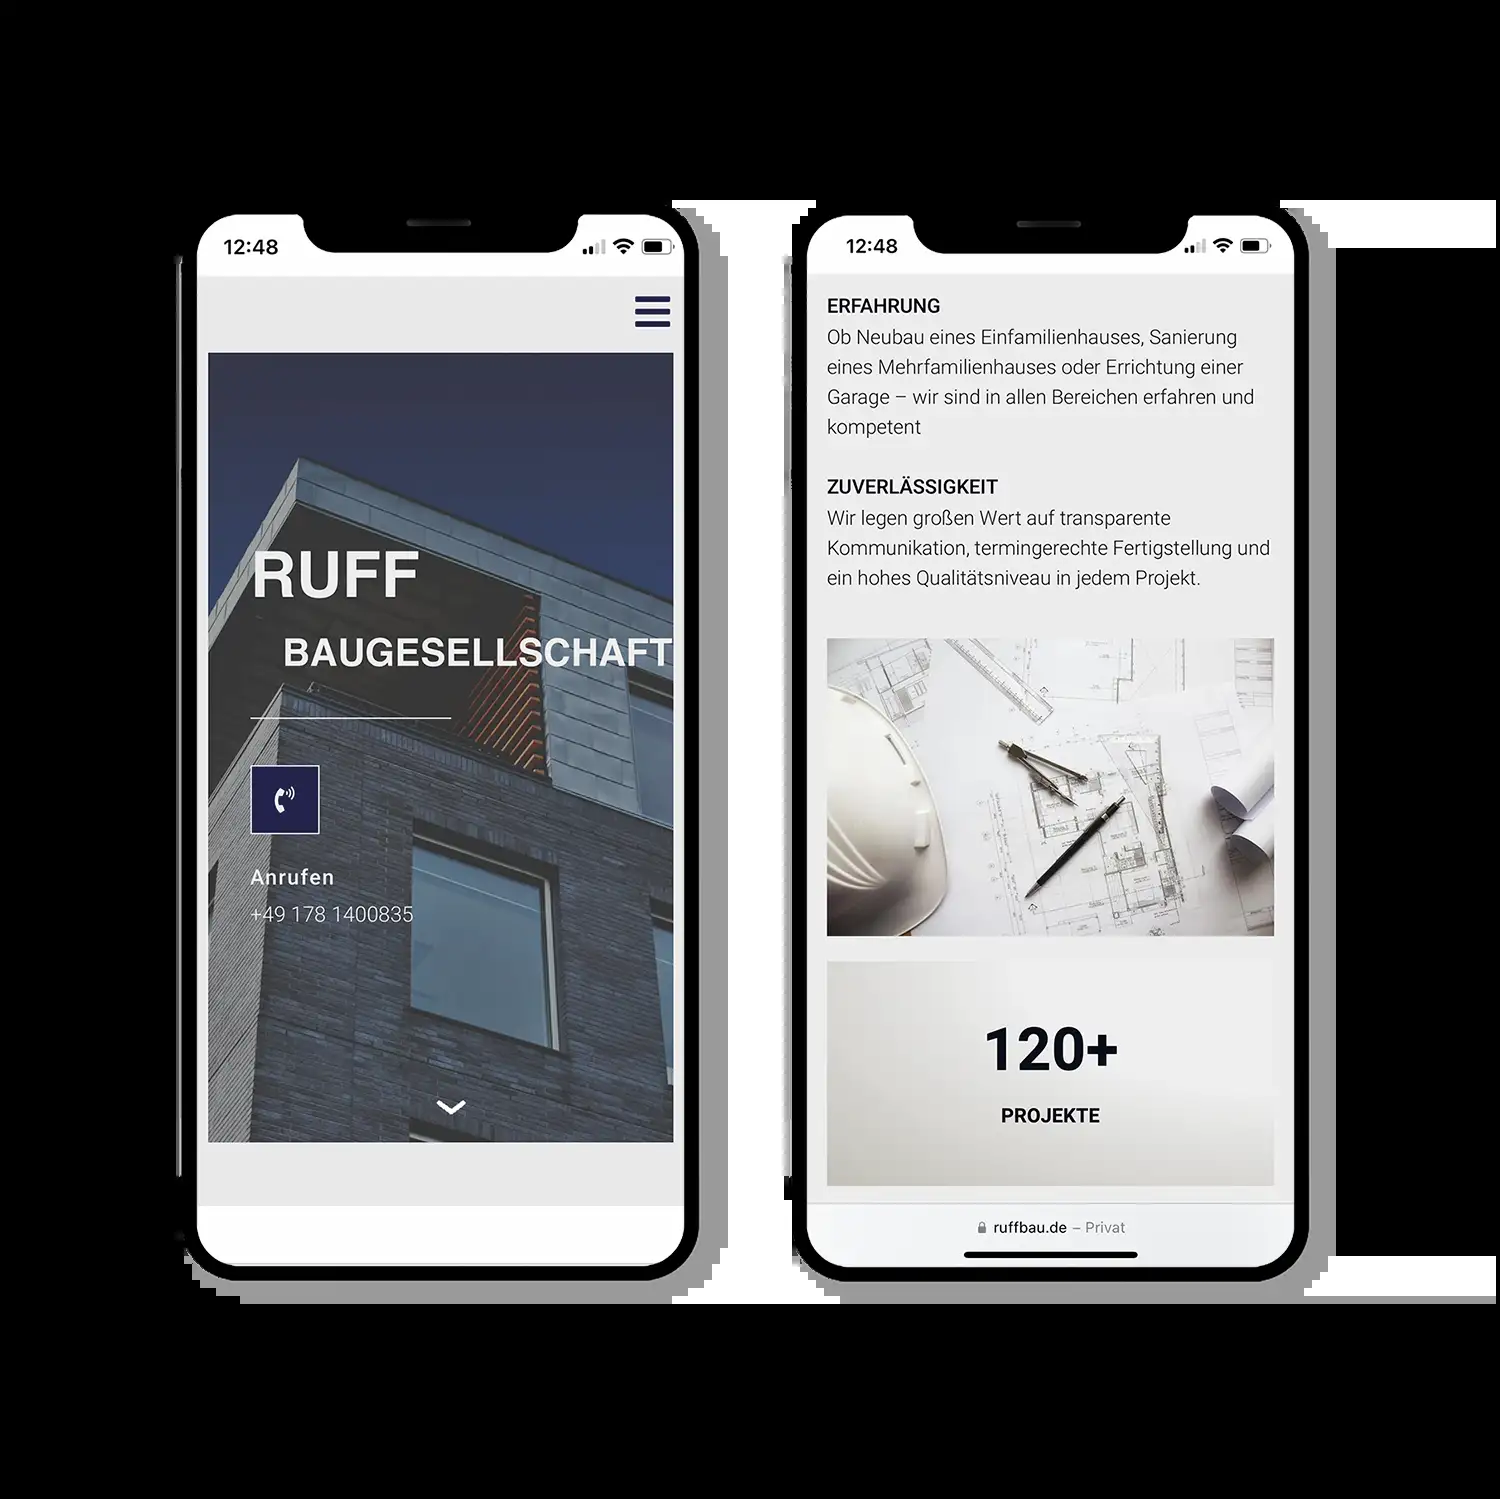 12:48
RUFF
BAUGESELLSCHAFT
Anrufen
+49 178 1400835
12:48
ERFAHRUNG
Ob Neubau eines Einfamilienhauses, Sanierung
eines Mehrfamilienhauses oder Errichtung einer
Garage – wir sind in allen Bereichen erfahren und
kompetent
ZUVERLÄSSIGKEIT
Wir legen großen Wert auf transparente
Kommunikation, termingerechte Fertigstellung und
ein hohes Qualitätsniveau in jedem Projekt.
120+
PROJEKTE
ruffbau.de – Privat